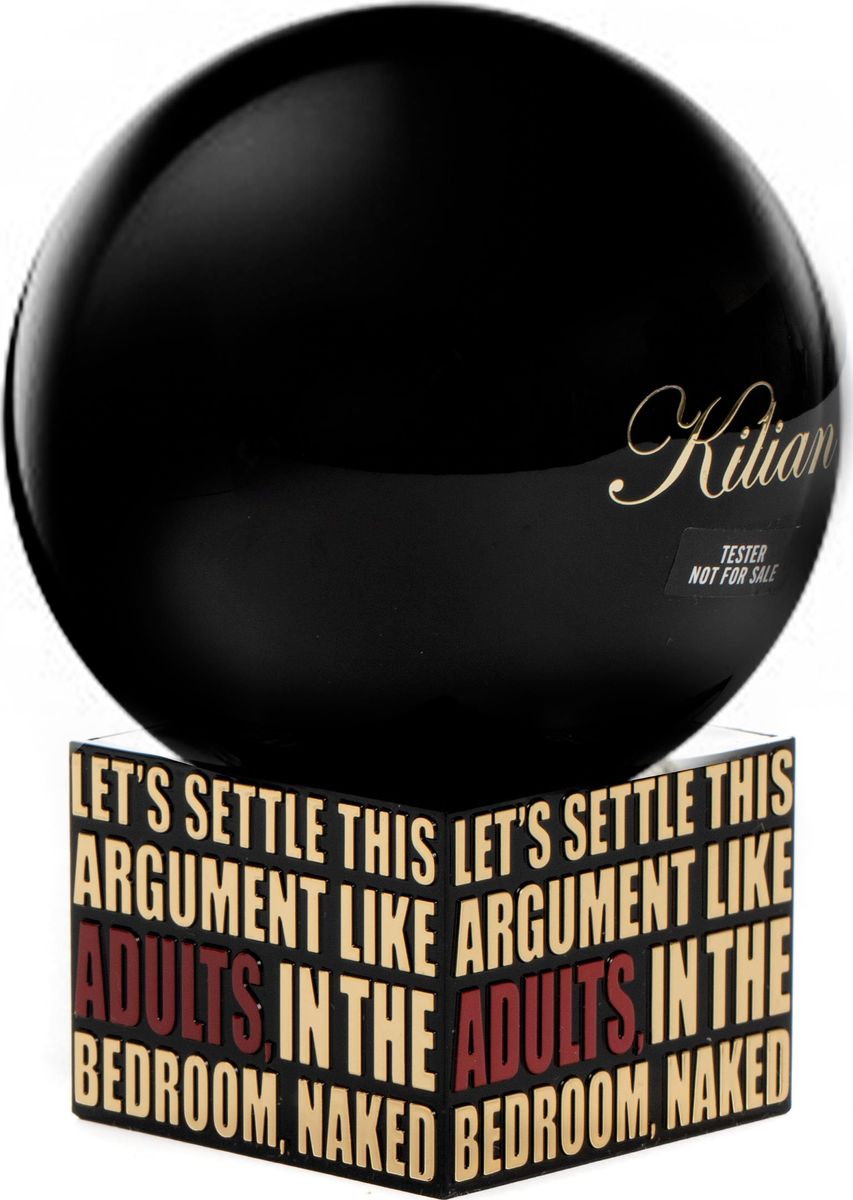 Kilian
TESTER
NOT FOR SALE
LET'S SETTLE THIS
ARGUMENT LIKE
ADULTS, IN THE
BEDROOM, NAKED
LET'S SETTLE THIS
ARGUMENT LIKE
ADULTS, IN THE
BEDROOM, NAKED